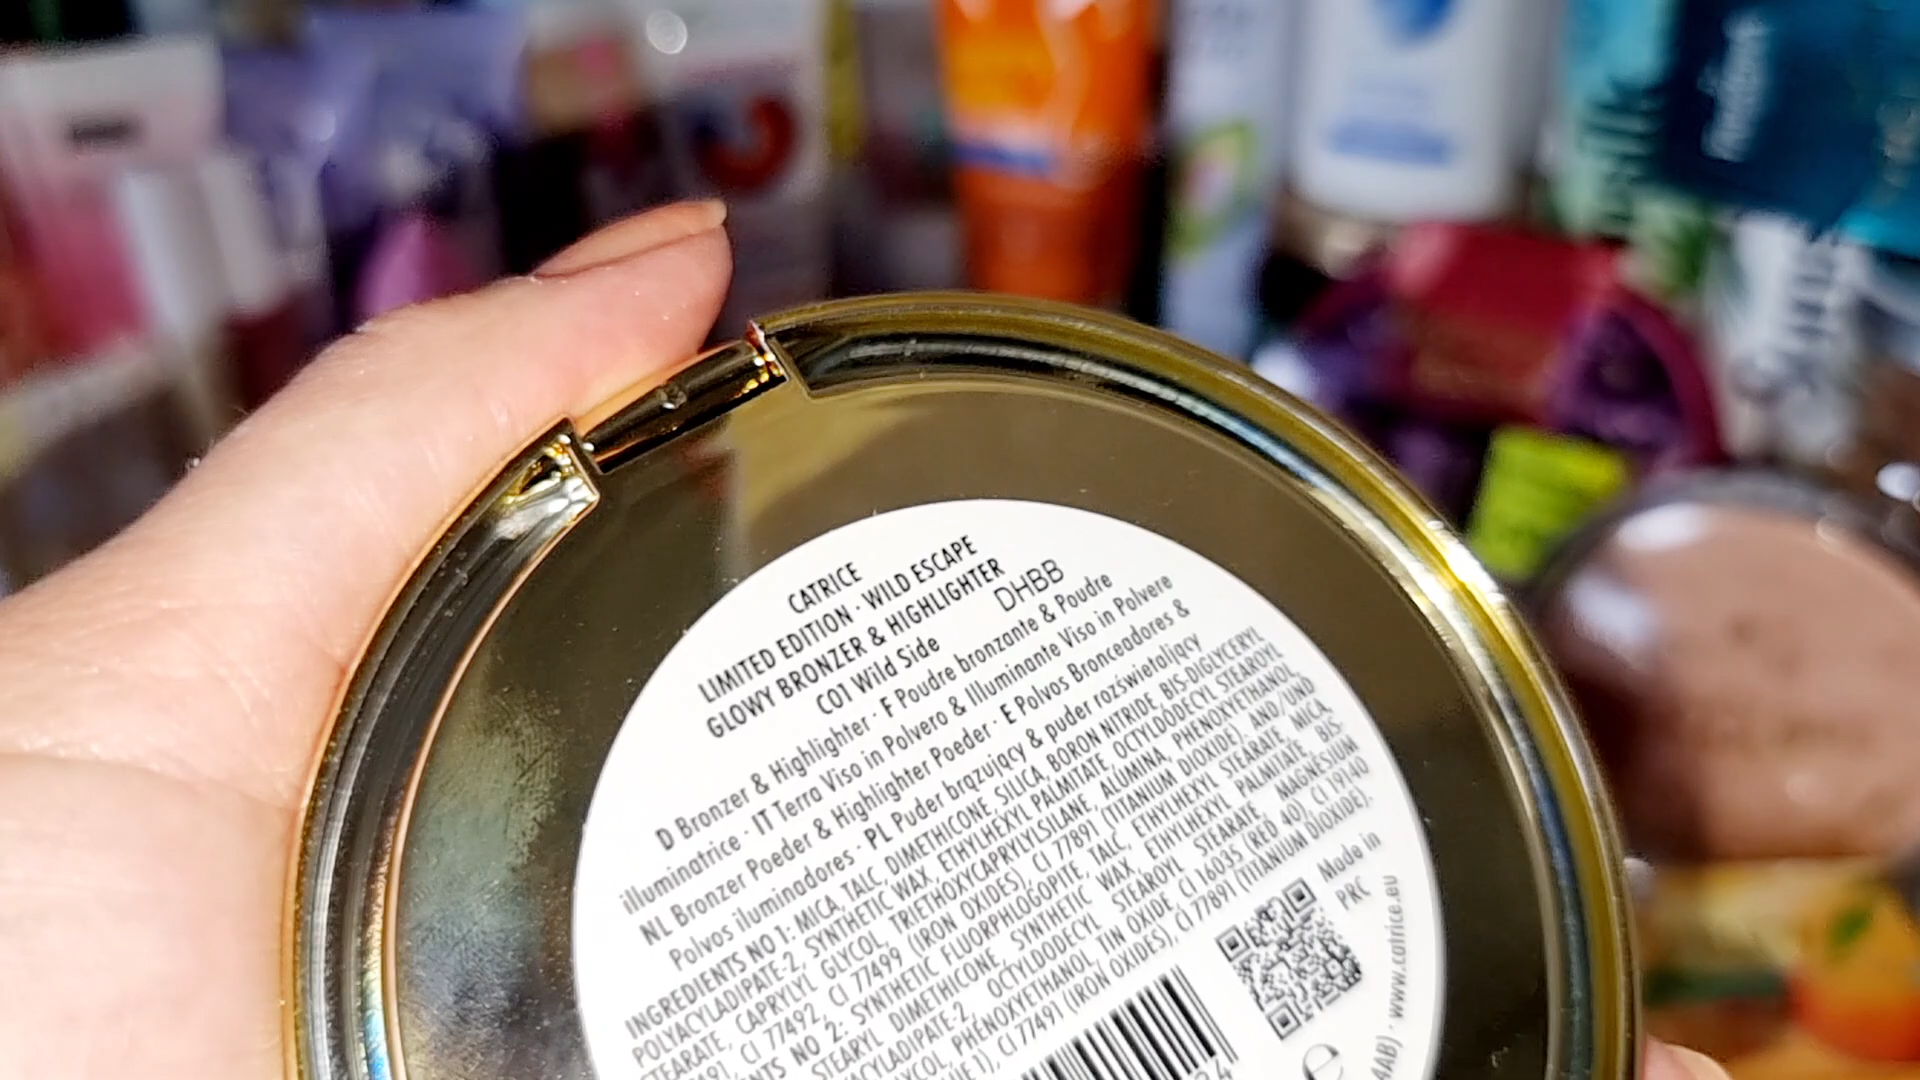 CATRICE
LIMITED EDITION · WILD ESCAPE
GLOWY BRONZER & HIGHLIGHTER
C01 Wild Side
DHBB
D Bronzer & Highlighter · F Poudre bronzante & Poudre
illuminatrice · IT Terra Viso in Polvero & Illuminante Viso in Polvere
NL Bronzer Poeder & Highlighter Poeder · E Polvos Bronceadores &
Polvos iluminadores · PL Puder brązujący & puder rozświetalijący
INGREDIENTS NO 1: MICA, TALC, DIMETHICONE, SILICA, BORON NITRIDE, BIS-DIGLYCERYL
POLYACYLADIPATE-2, SYNTHETIC WAX, ETHYLHEXYL PALMITATE, OCTYLDODECYL STEAROYL
STEARATE, CAPRYLYL GLYCOL, TRIETHOXYCAPRYLYLSILANE, ALUMINA, PHENOXYETHANOL,
CI 77492, CI 77499 (IRON OXIDES), CI 77891 (TITANIUM DIOXIDE). AND/UND
NO 2: SYNTHETIC FLUORPHLOGOPITE, TALC, ETHYLHEXYL STEARATE, MICA,
STEARYL DIMETHICONE, SYNTHETIC WAX, ETHYLHEXYL PALMITATE, BIS-
OCTYLDODECYL STEAROYL STEARATE, MAGNESIUM
PHENOXYETHANOL, TIN OXIDE, CI 16035 (RED 40), CI 19140
CI 77491 (IRON OXIDES), CI 77891 (TITANIUM DIOXIDE).
Made in
PRC
www.catrice.eu
e